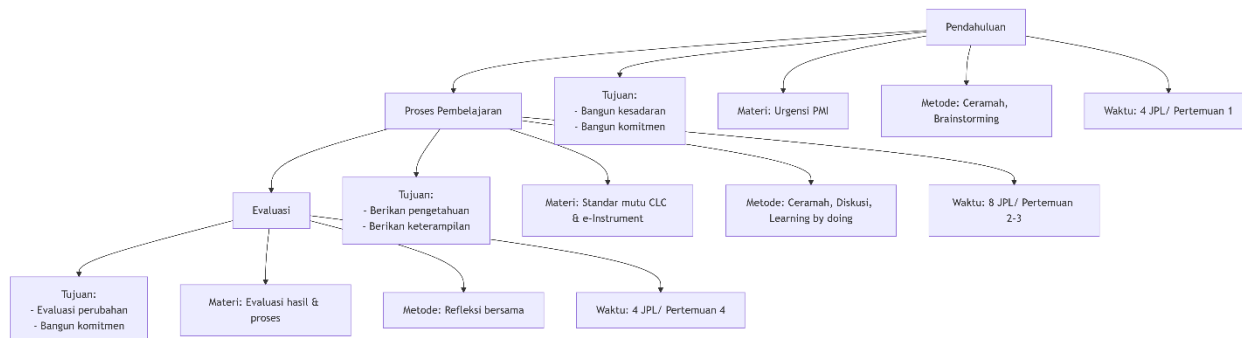 Pendahuluan
Proses Pembelajaran
Tujuan:
- Bangun kesadaran
- Bangun komitmen
Materi: Urgensi PMI
Metode: Ceramah,
Brainstorming
Waktu: 4 JPL/ Pertemuan 1
Evaluasi
Tujuan:
- Berikan pengetahuan
- Berikan keterampilan
Materi: Standar mutu CLC
& e-Instrument
Metode: Ceramah, Diskusi,
Learning by doing
Waktu: 8 JPL/ Pertemuan
2-3
Tujuan:
- Evaluasi perubahan
- Bangun komitmen
Materi: Evaluasi hasil &
proses
Metode: Refleksi bersama
Waktu: 4 JPL/ Pertemuan 4